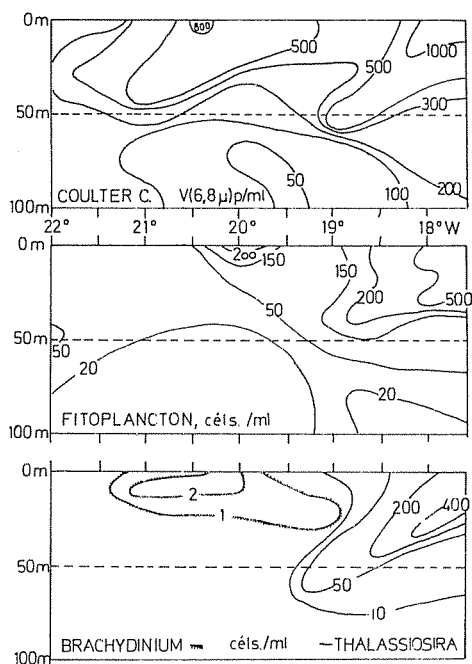 0m
800
500
500
1000
50m
300
200
COULTER C. V(6,8µ)p/ml
50
100
100m
22° 21° 20° 19° 18°W
0m
200
150
150
200
500
50
50m
50
20
20
FITOPLANCTON, céls./ml
100m
0m
2
1
200
400
50m
50
10
BRACHYDINIUM céls/ml —THALASSIOSIRA
100m